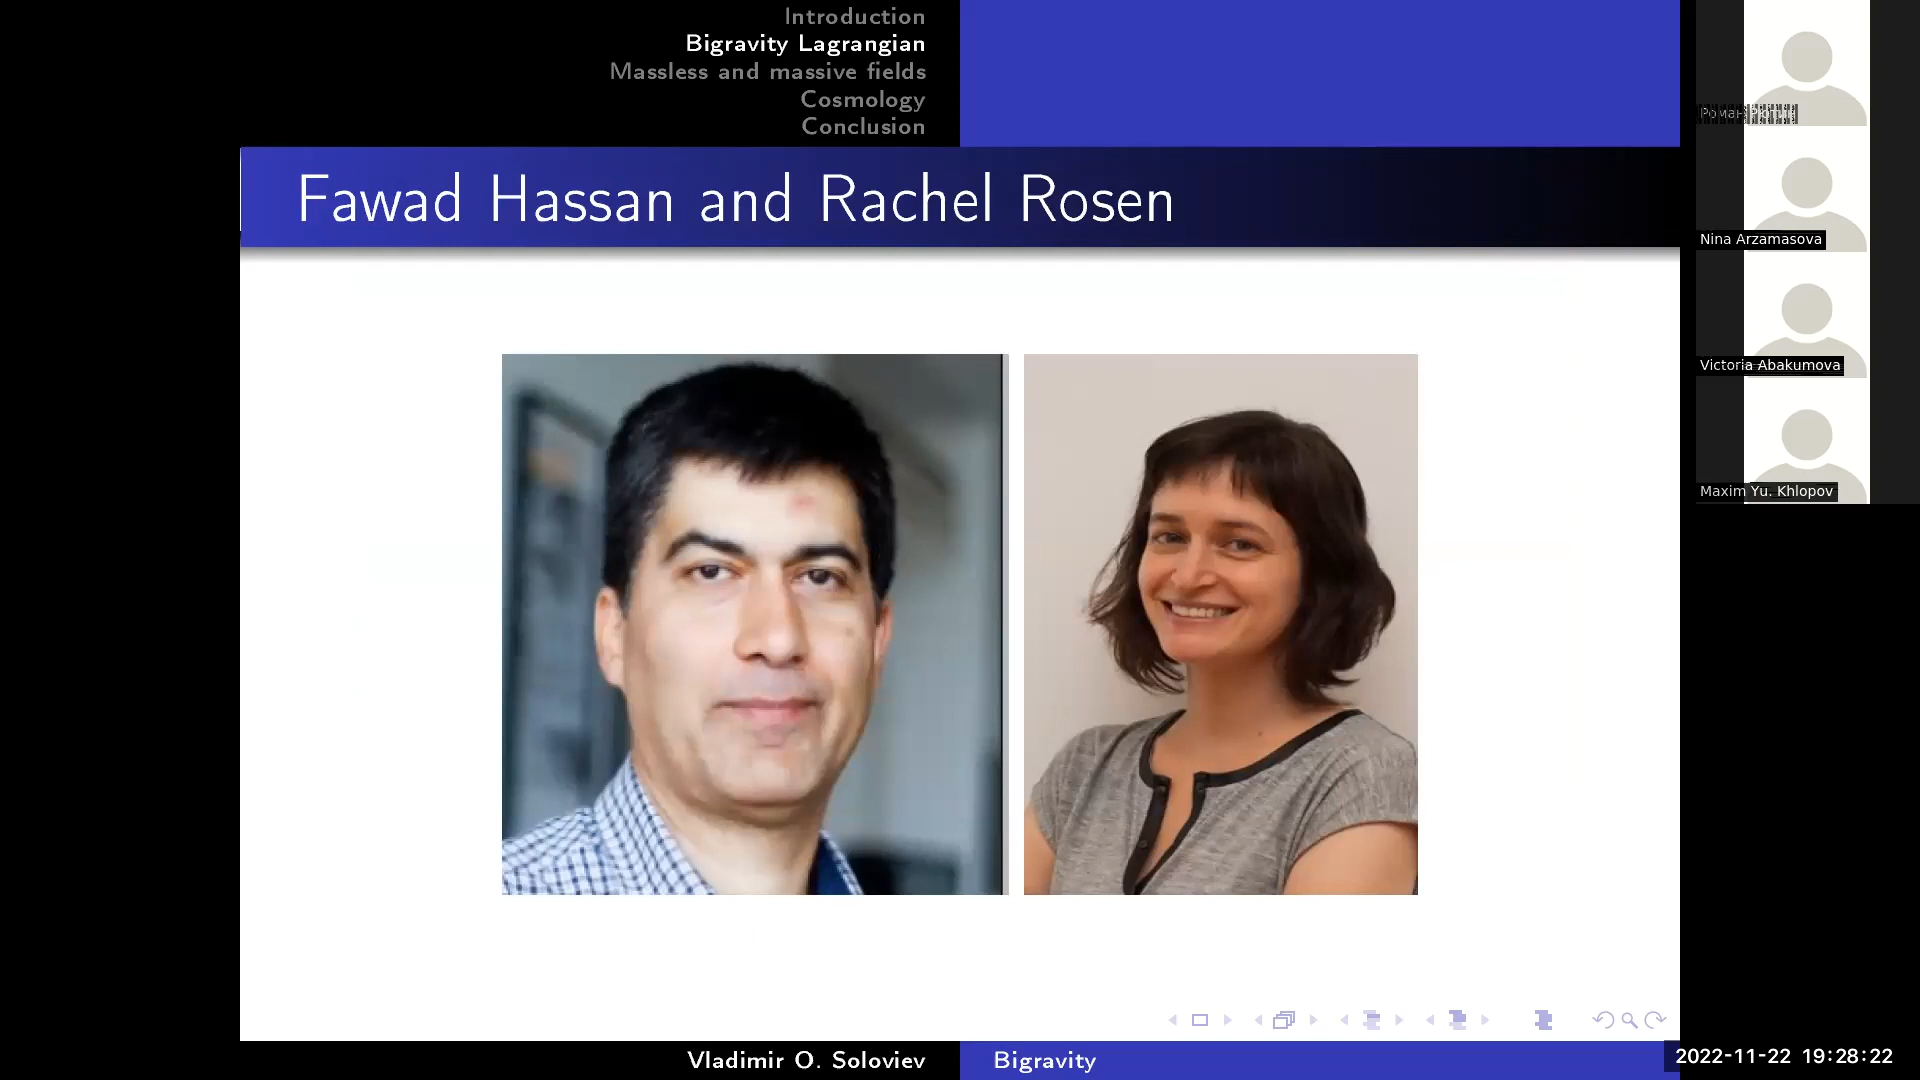 Introduction
Bigravity Lagrangian
Massless and massive fields
Cosmology
Conclusion
Fawad Hassan and Rachel Rosen
Nina Arzamasova
Victoria Abakumova
Maxim Yu. Khlopov
Vladimir O. Soloviev
Bigravity
2022-11-22 19:28:22